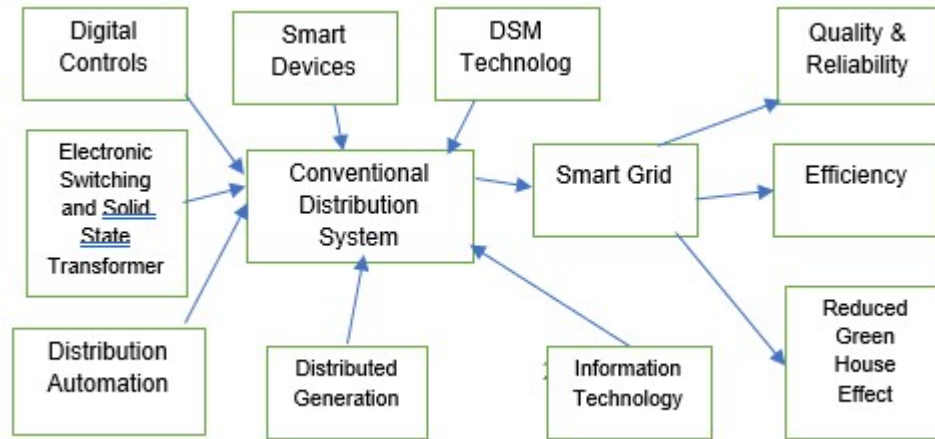 Digital
Controls
Smart
Devices
DSM
Technolog
Quality &
Reliability
Electronic
Switching
and Solid
State
Transformer
Conventional
Distribution
System
Smart Grid
Efficiency
Distribution
Automation
Distributed
Generation
Information
Technology
Reduced
Green
House
Effect